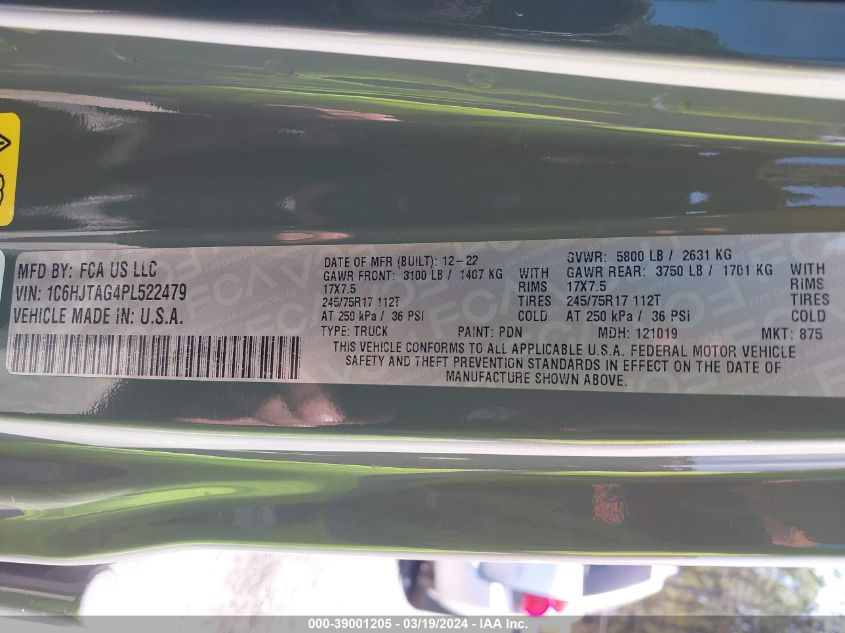 MFD BY: FCA US LLC
VIN: 1C6HJTAG4PL522479
VEHICLE MADE IN: U.S.A.
DATE OF MFR (BUILT): 12-22 GVWR: 5800 LB / 2631 KG
GAWR FRONT: 3100 LB / 1407 KG WITH GAWR REAR: 3750 LB / 1701 KG WITH
17X7.5 RIMS 17X7.5 RIMS
245/75R17 112T TIRES 245/75R17 112T TIRES
AT 250 kPa / 36 PSI COLD AT 250 kPa / 36 PSI COLD
TYPE: TRUCK PAINT: PDN MDH: 121019 MKT: 875
THIS VEHICLE CONFORMS TO ALL APPLICABLE U.S.A. FEDERAL MOTOR VEHICLE
SAFETY AND THEFT PREVENTION STANDARDS IN EFFECT ON THE DATE OF
MANUFACTURE SHOWN ABOVE.
000-39001205 - 03/19/2024 - IAA Inc.